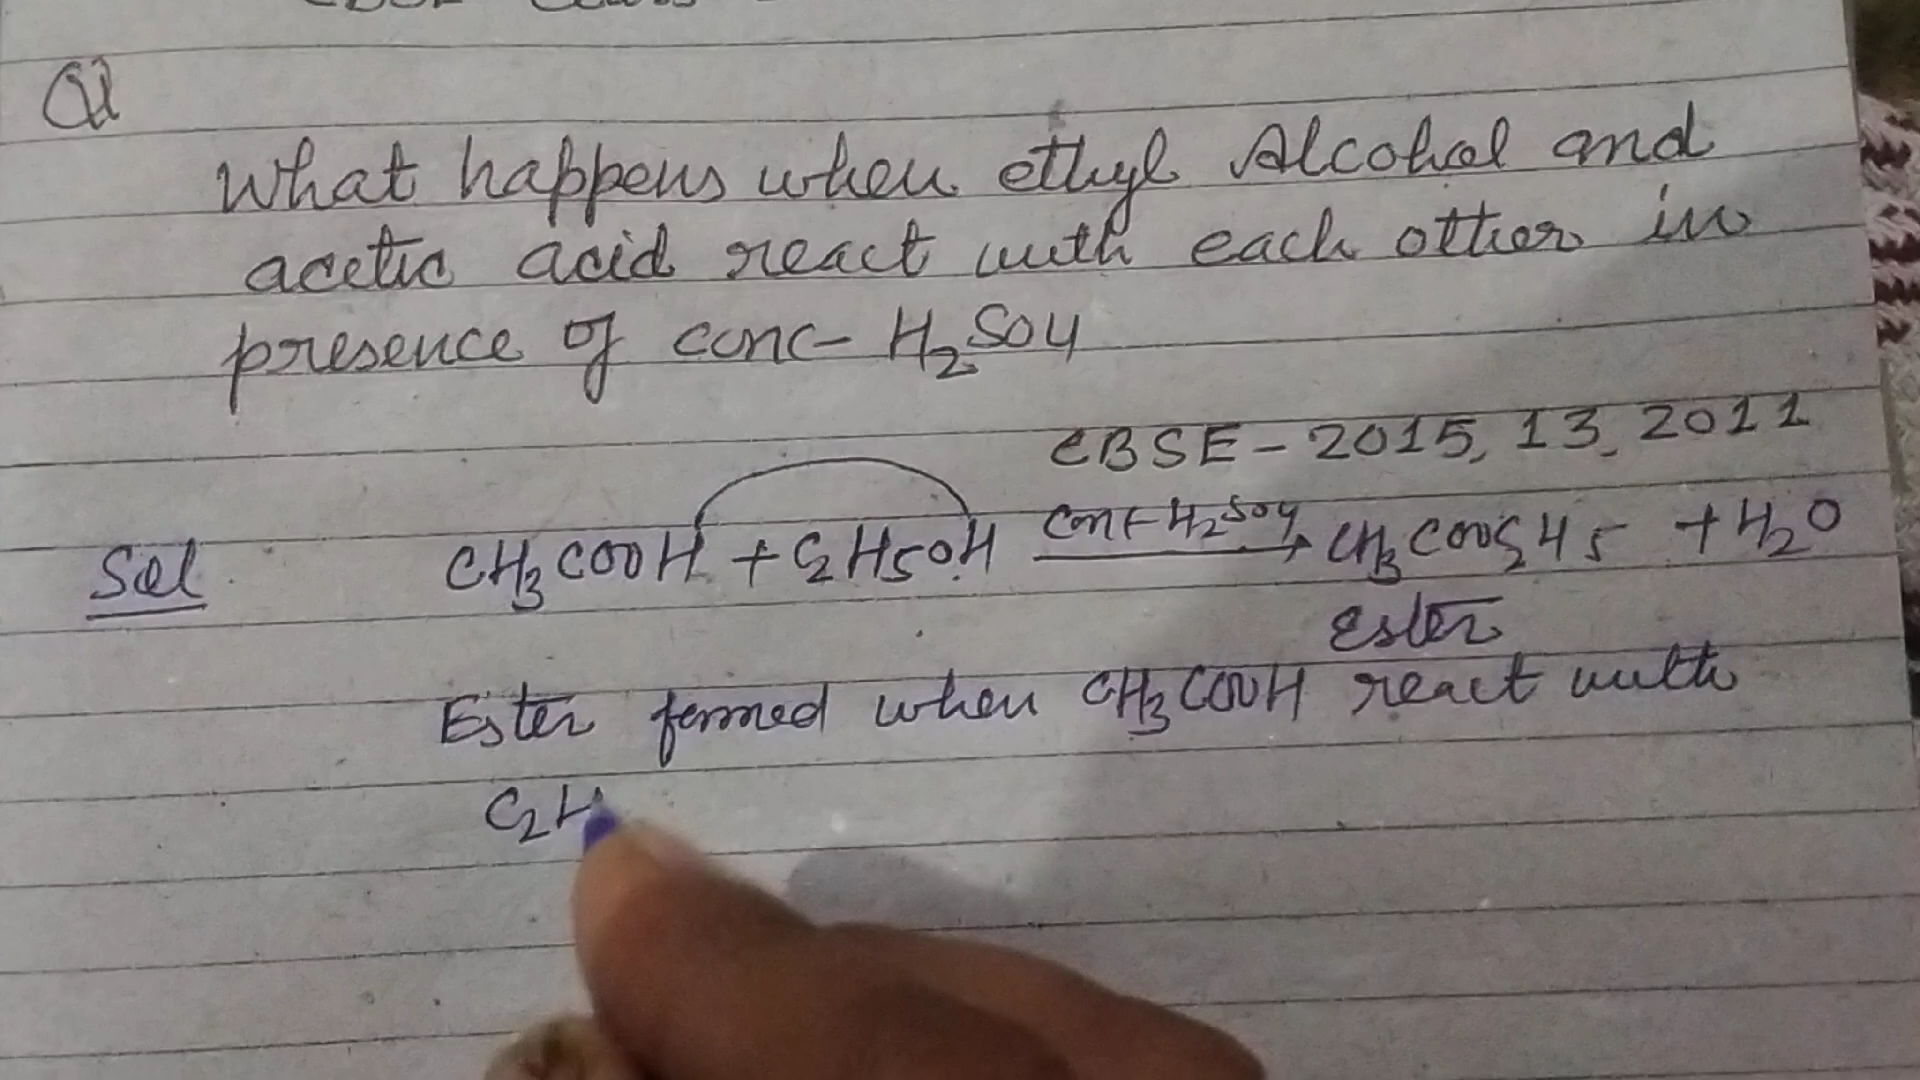 Q1
What happens when ethyl Alcohol and
acetic acid react with each other in
presence of conc- H2SO4
CBSE - 2015, 13, 2011
Sol CH3COOH + C2H5OH conc H2SO4 → CH3COOC2H5 + H2O
Ester
Ester formed when CH3COOH react with
C2H